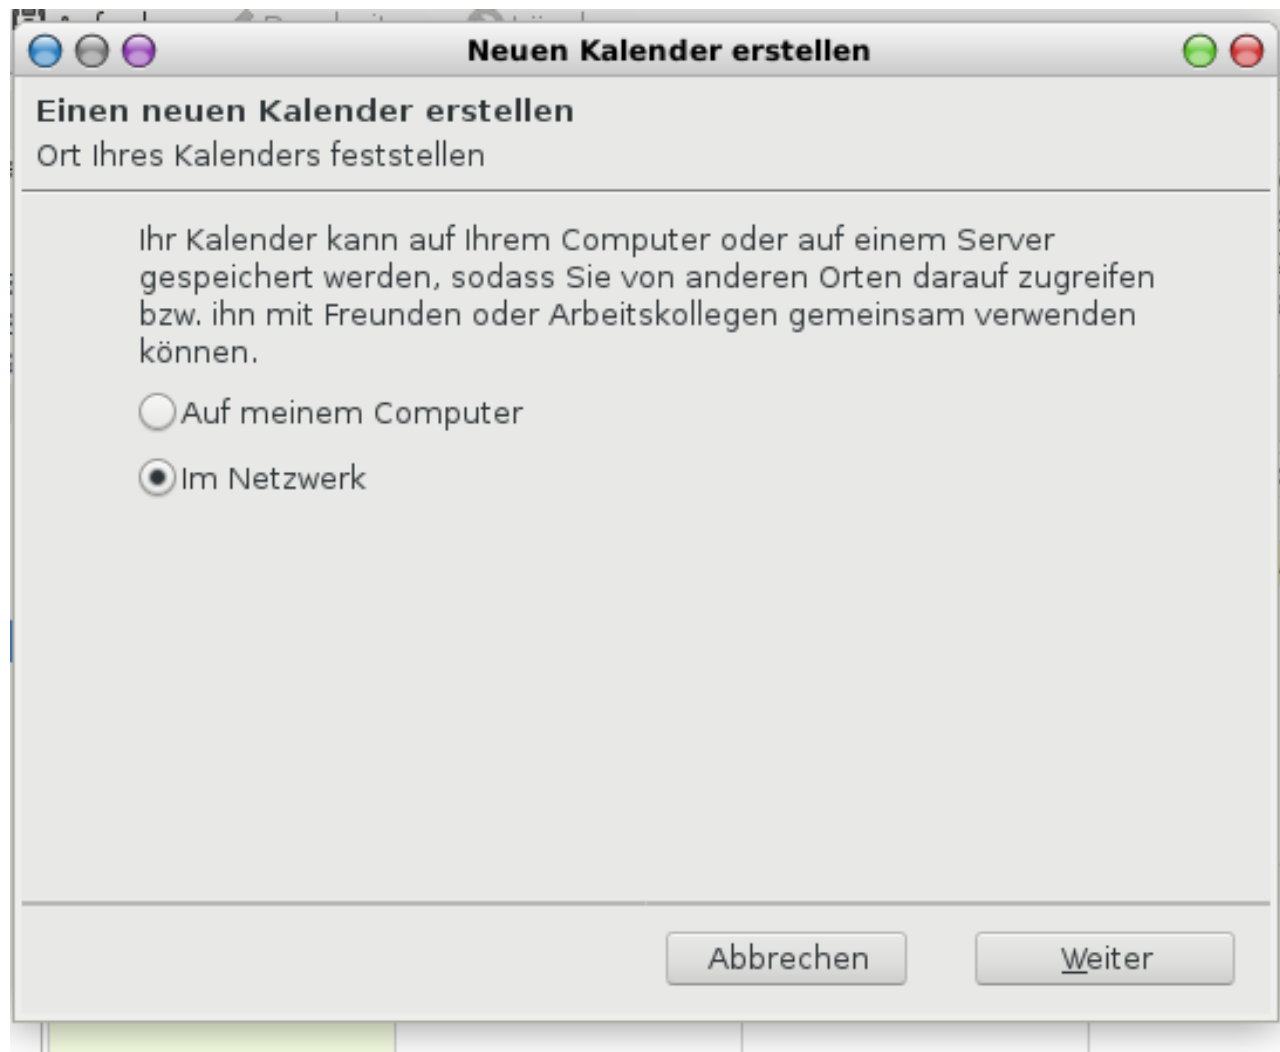 Neuen Kalender erstellen
Einen neuen Kalender erstellen
Ort Ihres Kalenders feststellen
Ihr Kalender kann auf Ihrem Computer oder auf einem Server
gespeichert werden, sodass Sie von anderen Orten darauf zugreifen
bzw. ihn mit Freunden oder Arbeitskollegen gemeinsam verwenden
können.
Auf meinem Computer
Im Netzwerk
Abbrechen Weiter